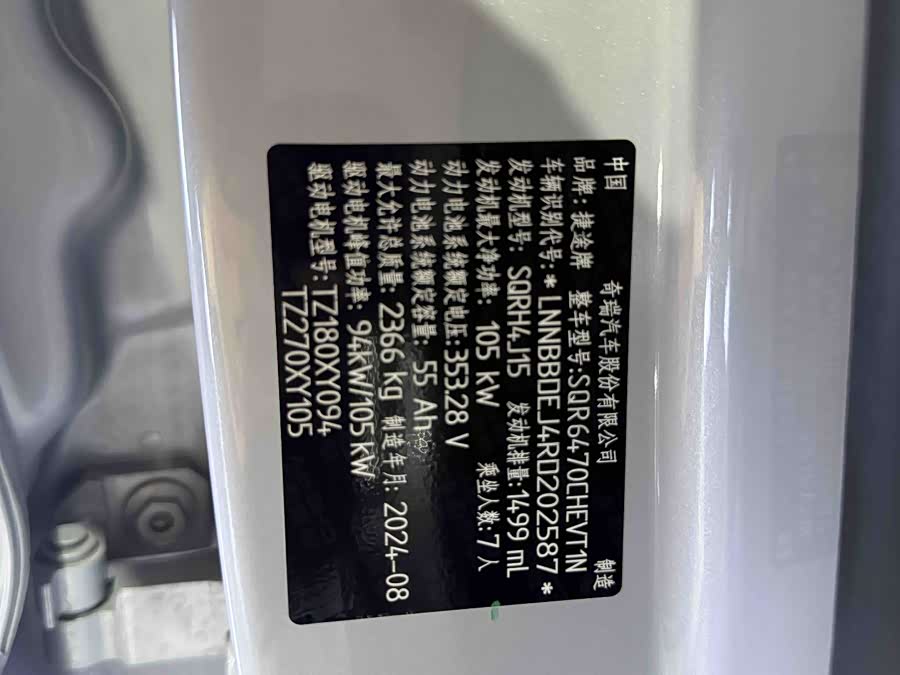 中国 奇瑞汽车股份有限公司 制造
品牌: 捷途牌 整车型号:SQR6470CHEVT1N
车辆识别代号: * LNNBBDEJ4RD202587 *
发动机型号: SQRH4J15 发动机排量:1499 mL
发动机最大净功率: 105 kW 乘坐人数:7 人
动力电池系统额定电压:353.28 V
动力电池系统额定容量: 55 Ah
最大允许总质量: 2366 kg 制造年月: 2024-08
驱动电机峰值功率: 94kW/105 kW
驱动电机型号: TZ180XY094
TZ270XY105